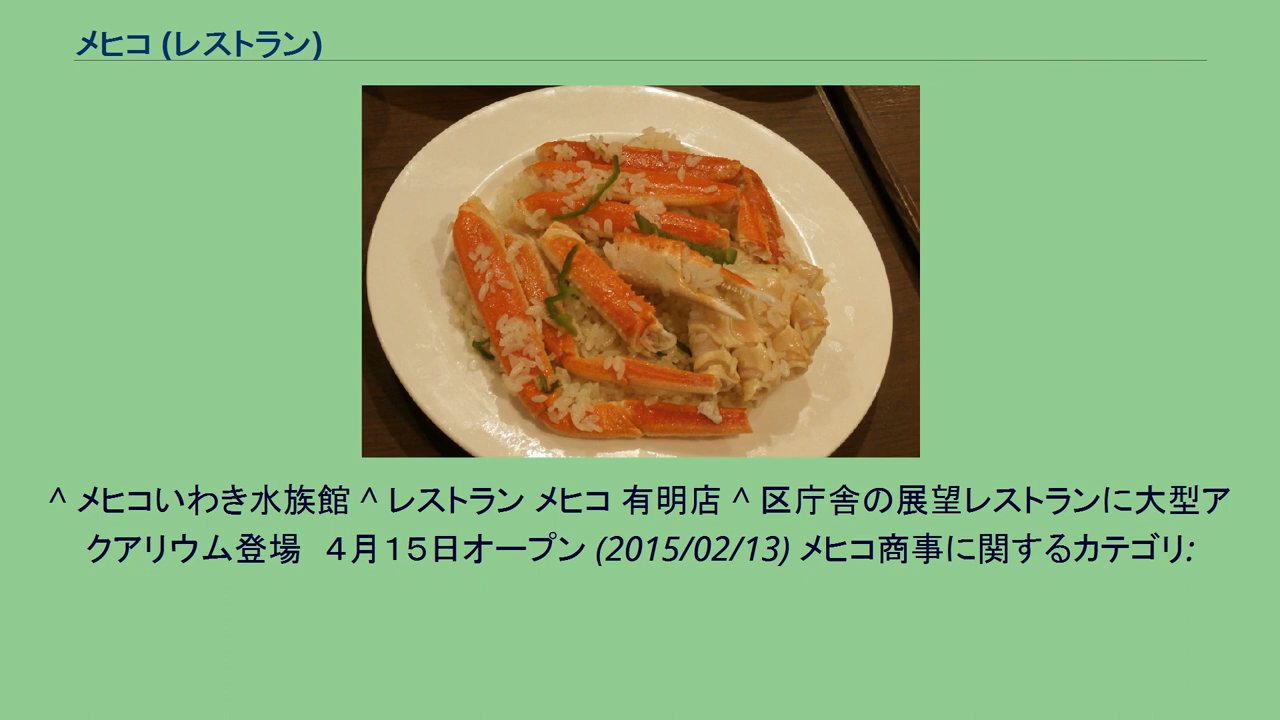 メヒコ (レストラン)
^ メヒコいわき水族館 ^ レストラン メヒコ 有明店 ^ 区庁舎の展望レストランに大型ア
クアリウム登場　４月１５日オープン (2015/02/13) メヒコ商事に関するカテゴリ: